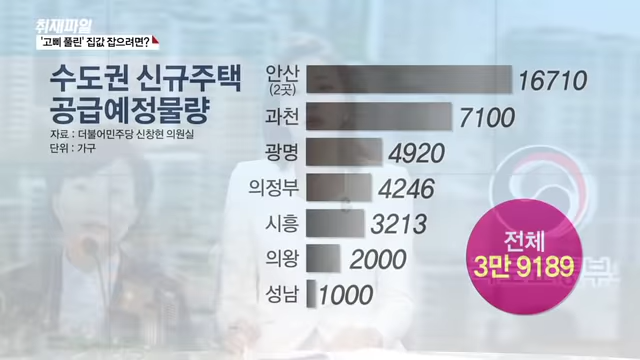 취재파일
'고삐 풀린' 집값 잡으려면?
수도권 신규주택
공급예정물량
자료 : 더불어민주당 신창현 의원실
단위 : 가구
안산 16710
(2곳)
과천 7100
광명 4920
의정부 4246
시흥 3213
의왕 2000
성남 1000
전체
3만 9189
부